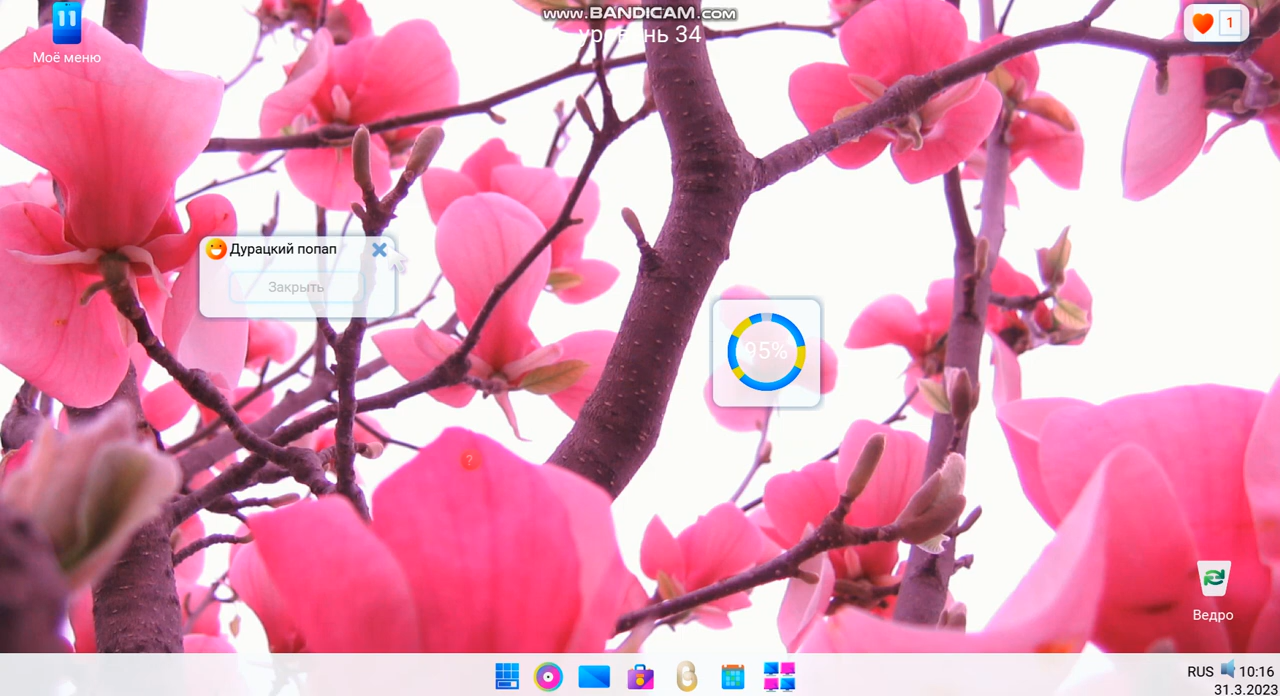 www.BANDICAM.com
уровень 34
11
Моё меню
1
Дурацкий попап
Закрыть
95%
?
Ведро
RUS 10:16
31.3.2023